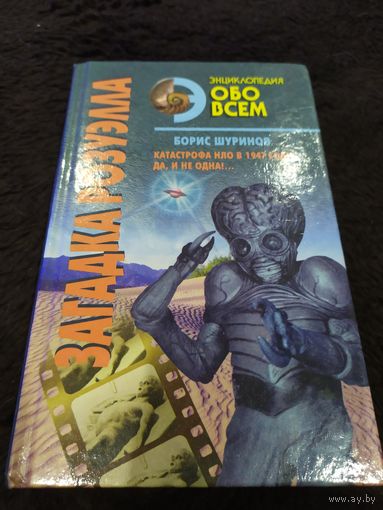 ЭНЦИКЛОПЕДИЯ
ОБО
ВСЕМ
БОРИС ШУРИНОВ
КАТАСТРОФА НЛО В 1947
ДА, И НЕ ОДНА!...
ЗАГАДКА РОЗУЭЛЛА
www.ay.by